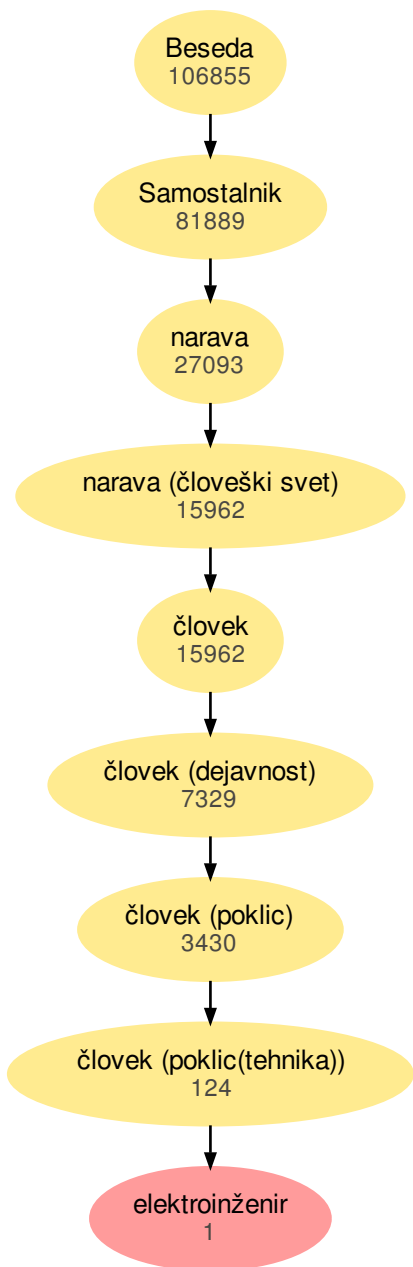 Beseda
106855
Samostalnik
81889
narava
27093
narava (človeški svet)
15962
človek
15962
človek (dejavnost)
7329
človek (poklic)
3430
človek (poklic(tehnika))
124
elektroinženir
1